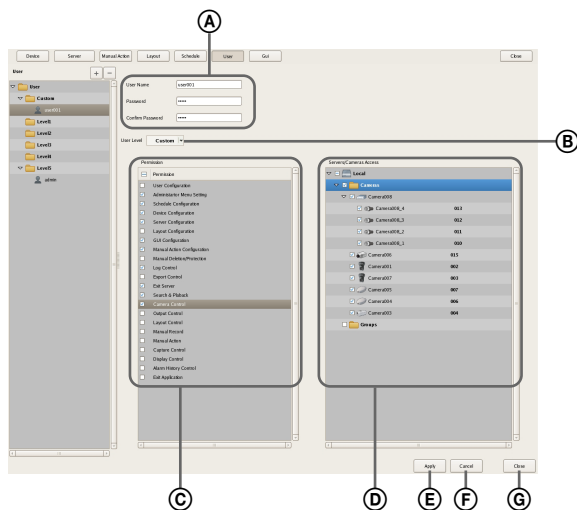 A
Device Server Manual Action Layout Schedule User GUI Close
User + −
User
Custom
user001
Level1
Level2
Level3
Level4
Level5
admin
User Name user001
Password •••••
Confirm Password •••••
User Level Custom
B
Permission
Permission
User Configuration
Administrator Menu Setting
Schedule Configuration
Device Configuration
Server Configuration
Layout Configuration
GUI Configuration
Manual Action Configuration
Manual Deletion/Protection
Log Control
Export Control
Exit Server
Search & Playback
Camera Control
Output Control
Layout Control
Manual Record
Manual Action
Capture Control
Display Control
Alarm History Control
Exit Application
Servers/Cameras Access
Local
Cameras
Camera008
Camera008_4 013
Camera008_3 012
Camera008_2 011
Camera008_1 010
Camera006 015
Camera001 002
Camera007 003
Camera005 007
Camera004 006
Camera003 004
Groups
Apply Cancel Close
C D E F G